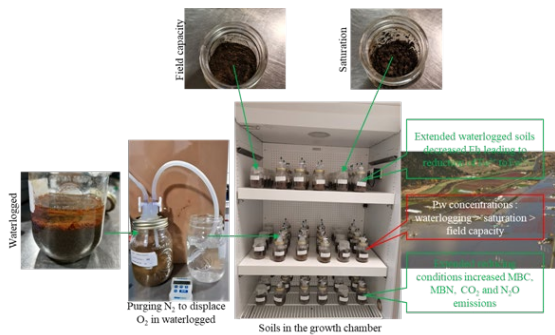 Field capacity
Saturation
Waterlogged
Extended waterlogged soils
decreased Eh leading to
Pw concentrations :
waterlogging > saturation >
field capacity
conditions increased MBC,
MBN, CO₂ and N₂O
emissions
Purging N₂ to displace
O₂ in waterlogged
Soils in the growth chamber